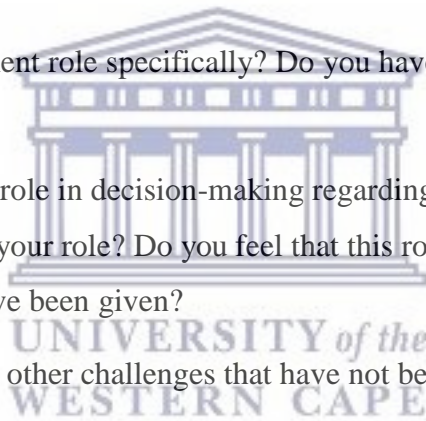 ent role specifically? Do you have
role in decision-making regarding
your role? Do you feel that this ro
ve been given?
UNIVERSITY of the
other challenges that have not be
WESTERN CAPE